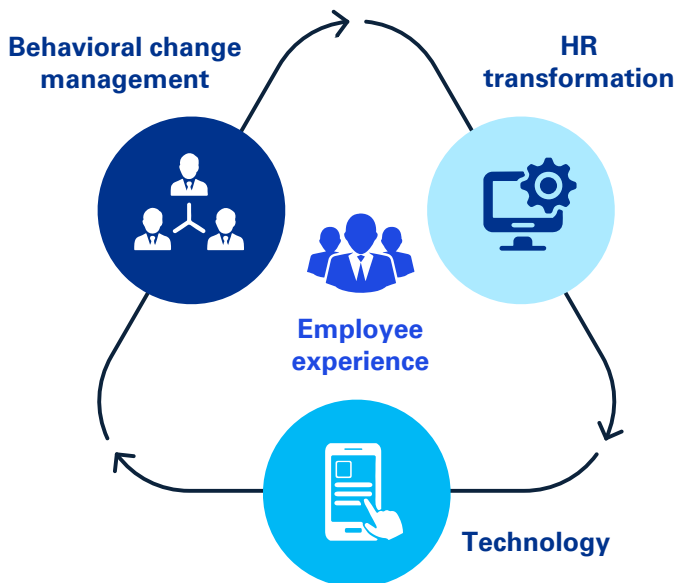 Behavioral change
management
HR
transformation
Employee
experience
Technology